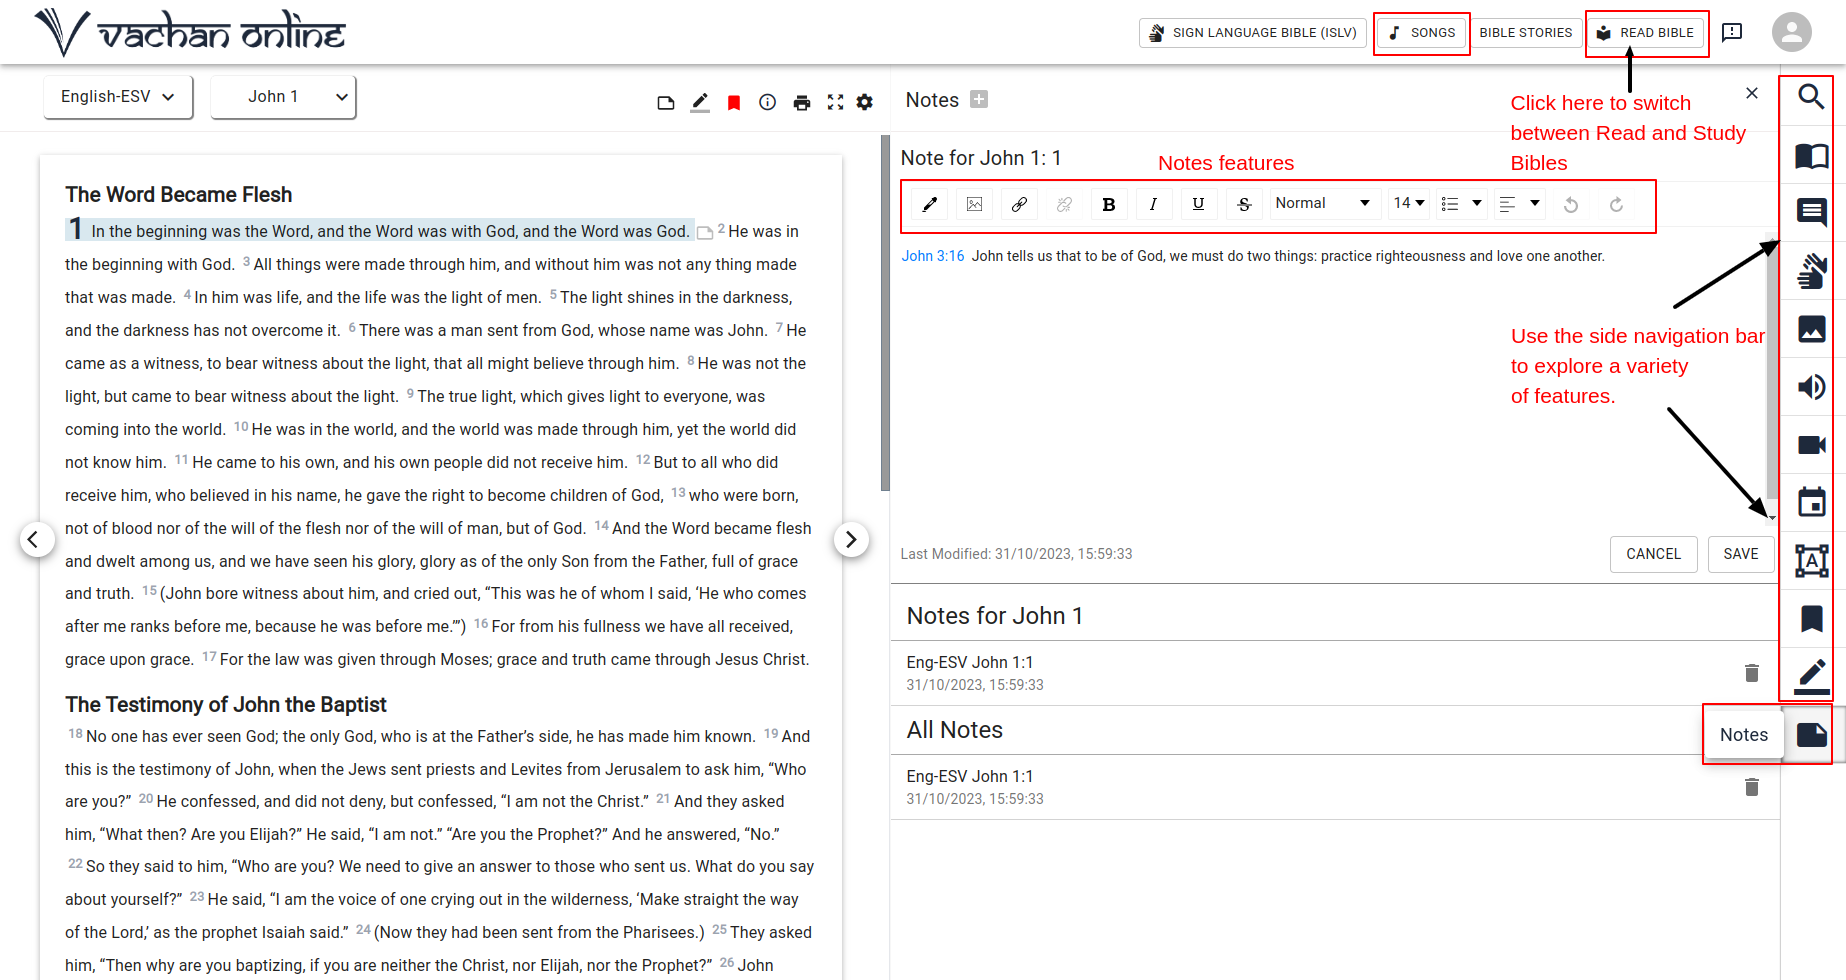 vachan online
SIGN LANGUAGE BIBLE (ISLV)
SONGS
BIBLE STORIES
READ BIBLE
English-ESV
John 1
The Word Became Flesh
1 In the beginning was the Word, and the Word was with God, and the Word was God. 2 He was in
the beginning with God. 3 All things were made through him, and without him was not any thing made
that was made. 4 In him was life, and the life was the light of men. 5 The light shines in the darkness,
and the darkness has not overcome it. 6 There was a man sent from God, whose name was John. 7 He
came as a witness, to bear witness about the light, that all might believe through him. 8 He was not the
light, but came to bear witness about the light. 9 The true light, which gives light to everyone, was
coming into the world. 10 He was in the world, and the world was made through him, yet the world did
not know him. 11 He came to his own, and his own people did not receive him. 12 But to all who did
receive him, who believed in his name, he gave the right to become children of God, 13 who were born,
not of blood nor of the will of the flesh nor of the will of man, but of God. 14 And the Word became flesh
and dwelt among us, and we have seen his glory, glory as of the only Son from the Father, full of grace
and truth. 15 (John bore witness about him, and cried out, “This was he of whom I said, ‘He who comes
after me ranks before me, because he was before me.’”) 16 For from his fullness we have all received,
grace upon grace. 17 For the law was given through Moses; grace and truth came through Jesus Christ.
The Testimony of John the Baptist
18 No one has ever seen God; the only God, who is at the Father’s side, he has made him known. 19 And
this is the testimony of John, when the Jews sent priests and Levites from Jerusalem to ask him, “Who
are you?” 20 He confessed, and did not deny, but confessed, “I am not the Christ.” 21 And they asked
him, “What then? Are you Elijah?” He said, “I am not.” “Are you the Prophet?” And he answered, “No.”
22 So they said to him, “Who are you? We need to give an answer to those who sent us. What do you say
about yourself?” 23 He said, “I am the voice of one crying out in the wilderness, ‘Make straight the way
of the Lord,’ as the prophet Isaiah said.” 24 (Now they had been sent from the Pharisees.) 25 They asked
him, “Then why are you baptizing, if you are neither the Christ, nor Elijah, nor the Prophet?” 26 John
Notes
Click here to switch
between Read and Study
Bibles
Note for John 1: 1
Notes features
B I U S Normal 14
John 3:16 John tells us that to be of God, we must do two things: practice righteousness and love one another.
Use the side navigation bar
to explore a variety
of features.
Last Modified: 31/10/2023, 15:59:33
CANCEL
SAVE
A
Notes for John 1
Eng-ESV John 1:1
31/10/2023, 15:59:33
All Notes
Notes
Eng-ESV John 1:1
31/10/2023, 15:59:33